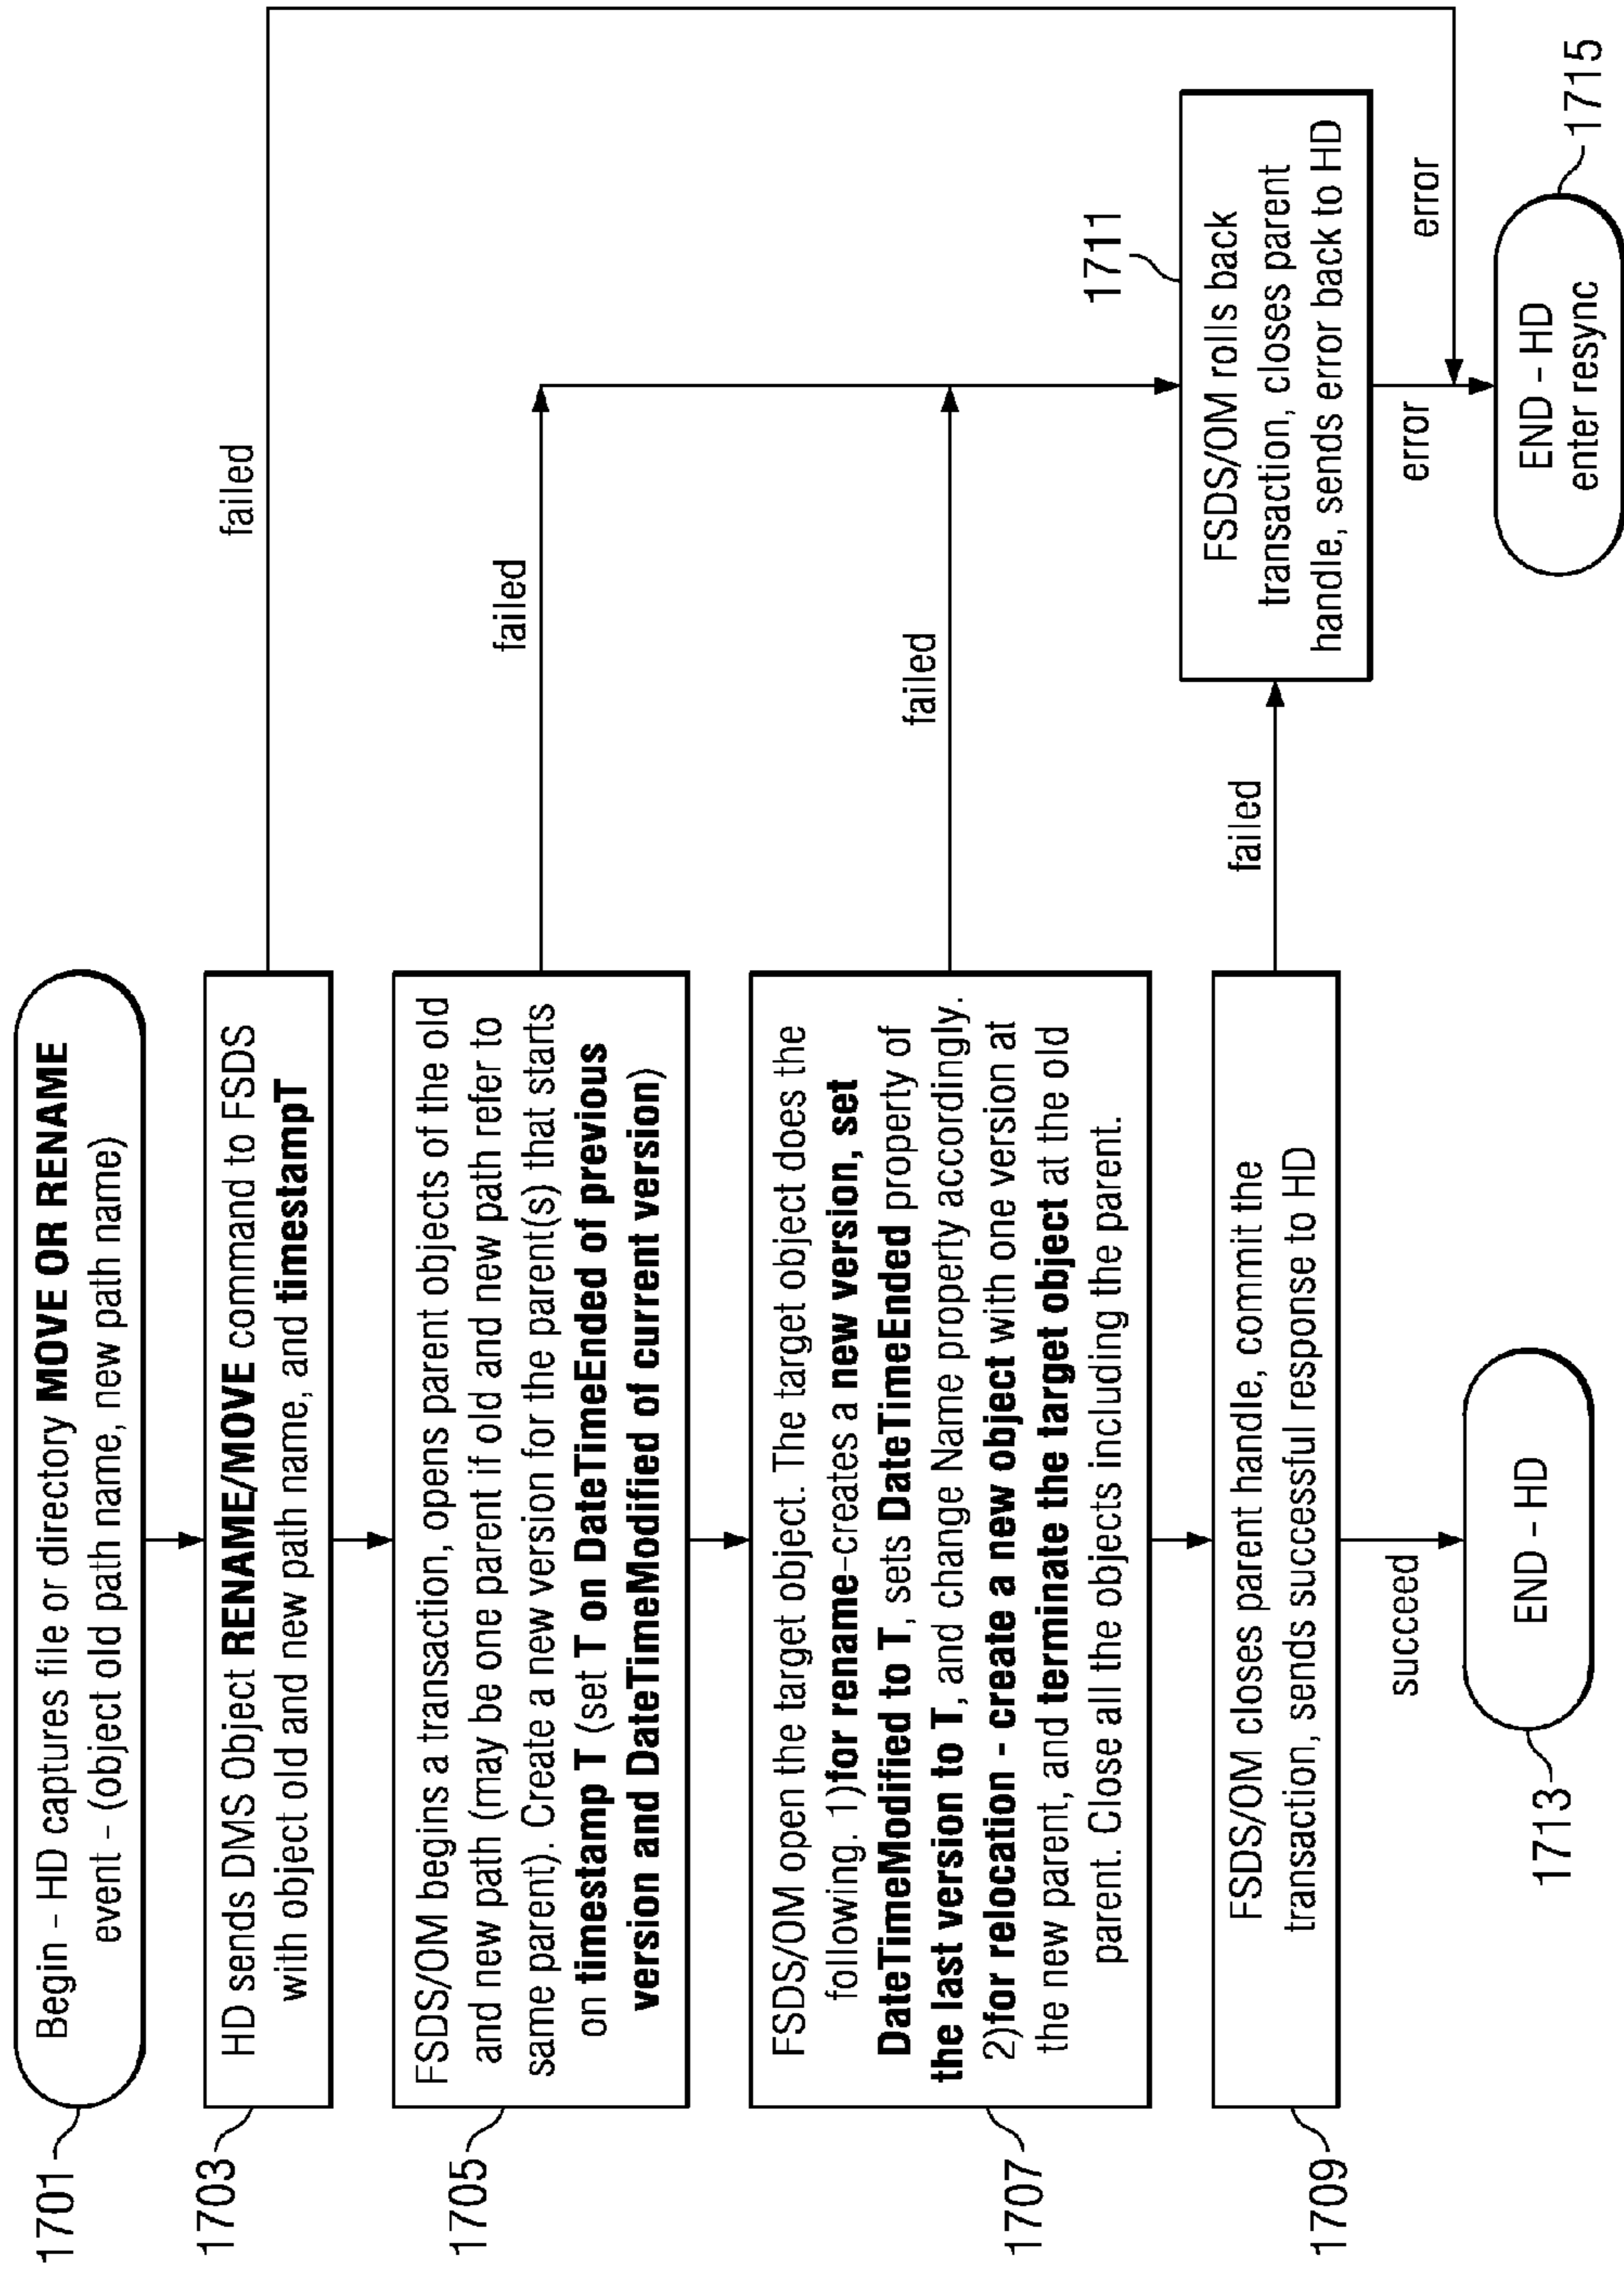 1701
Begin - HD captures file or directory MOVE OR RENAME
event - (object old path name, new path name)
1703
HD sends DMS Object RENAME/MOVE command to FSDS
with object old and new path name, and timestampT
failed
1705
FSDS/OM begins a transaction, opens parent objects of the old
and new path (may be one parent if old and new path refer to
same parent). Create a new version for the parent(s) that starts
on timestamp T (set T on DateTimeEnded of previous
version and DateTimeModified of current version)
failed
1707
FSDS/OM open the target object. The target object does the
following. 1)for rename-creates a new version, set
DateTimeModified to T, sets DateTimeEnded property of
the last version to T, and change Name property accordingly.
2)for relocation - create a new object with one version at
the new parent, and terminate the target object at the old
parent. Close all the objects including the parent.
failed
1709
FSDS/OM closes parent handle, commit the
transaction, sends successful response to HD
failed
1711
FSDS/OM rolls back
transaction, closes parent
handle, sends error back to HD
succeed
error
error
1713
END - HD
END - HD
enter resync
1715